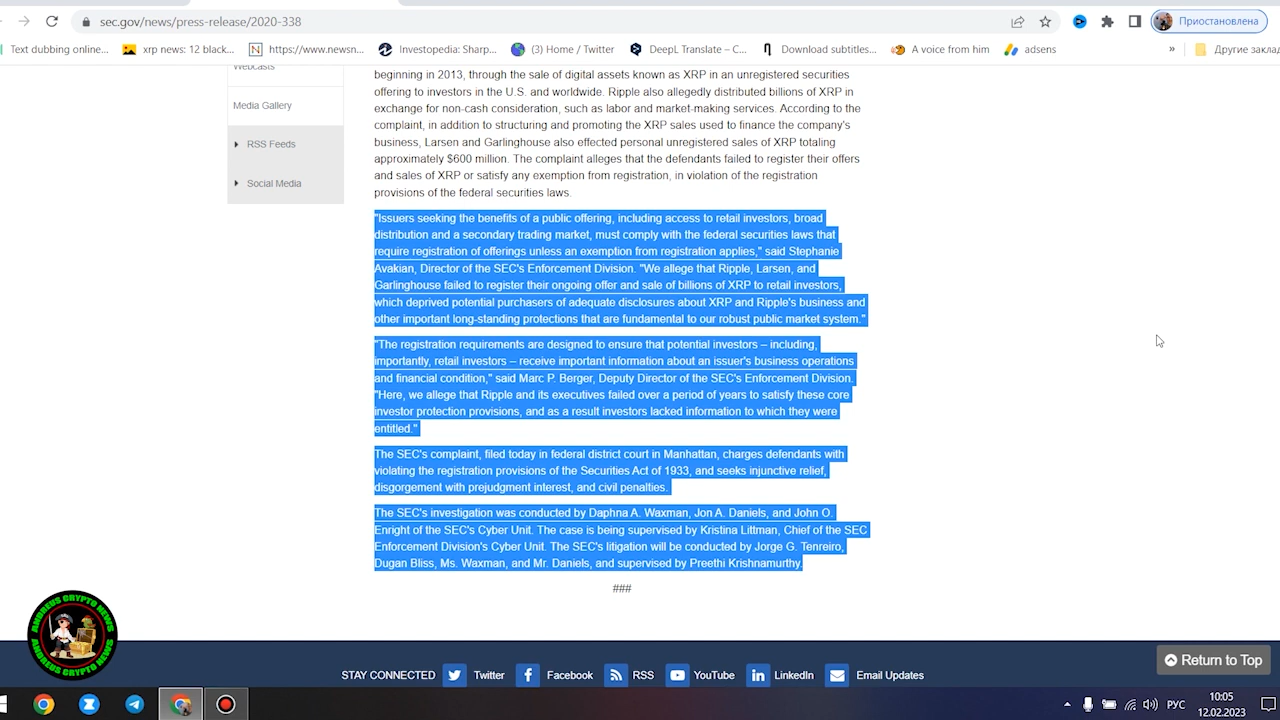 sec.gov/news/press-release/2020-338
Приостановлена
Text dubbing online...
xrp news: 12 black...
https://www.newsn...
Investopedia: Sharp...
(3) Home / Twitter
DeepL Translate – C...
Download subtitles...
A voice from him
adsens
»
Другие заклад
Webcasts
Media Gallery
RSS Feeds
Social Media
beginning in 2013, through the sale of digital assets known as XRP in an unregistered securities
offering to investors in the U.S. and worldwide. Ripple also allegedly distributed billions of XRP in
exchange for non-cash consideration, such as labor and market-making services. According to the
complaint, in addition to structuring and promoting the XRP sales used to finance the company's
business, Larsen and Garlinghouse also effected personal unregistered sales of XRP totaling
approximately $600 million. The complaint alleges that the defendants failed to register their offers
and sales of XRP or satisfy any exemption from registration, in violation of the registration
provisions of the federal securities laws.
"Issuers seeking the benefits of a public offering, including access to retail investors, broad
distribution and a secondary trading market, must comply with the federal securities laws that
require registration of offerings unless an exemption from registration applies," said Stephanie
Avakian, Director of the SEC's Enforcement Division. "We allege that Ripple, Larsen, and
Garlinghouse failed to register their ongoing offer and sale of billions of XRP to retail investors,
which deprived potential purchasers of adequate disclosures about XRP and Ripple's business and
other important long-standing protections that are fundamental to our robust public market system."
"The registration requirements are designed to ensure that potential investors – including,
importantly, retail investors – receive important information about an issuer's business operations
and financial condition," said Marc P. Berger, Deputy Director of the SEC's Enforcement Division.
"Here, we allege that Ripple and its executives failed over a period of years to satisfy these core
investor protection provisions, and as a result investors lacked information to which they were
entitled."
The SEC's complaint, filed today in federal district court in Manhattan, charges defendants with
violating the registration provisions of the Securities Act of 1933, and seeks injunctive relief,
disgorgement with prejudgment interest, and civil penalties.
The SEC's investigation was conducted by Daphna A. Waxman, Jon A. Daniels, and John O.
Enright of the SEC's Cyber Unit. The case is being supervised by Kristina Littman, Chief of the SEC
Enforcement Division's Cyber Unit. The SEC's litigation will be conducted by Jorge G. Tenreiro,
Dugan Bliss, Ms. Waxman, and Mr. Daniels, and supervised by Preethi Krishnamurthy.
###
ANDREUS CRYPTO NEWS
ANDREUS CRYPTO NEWS
Return to Top
STAY CONNECTED
Twitter
Facebook
RSS
YouTube
LinkedIn
Email Updates
РУС
10:05
12.02.2023